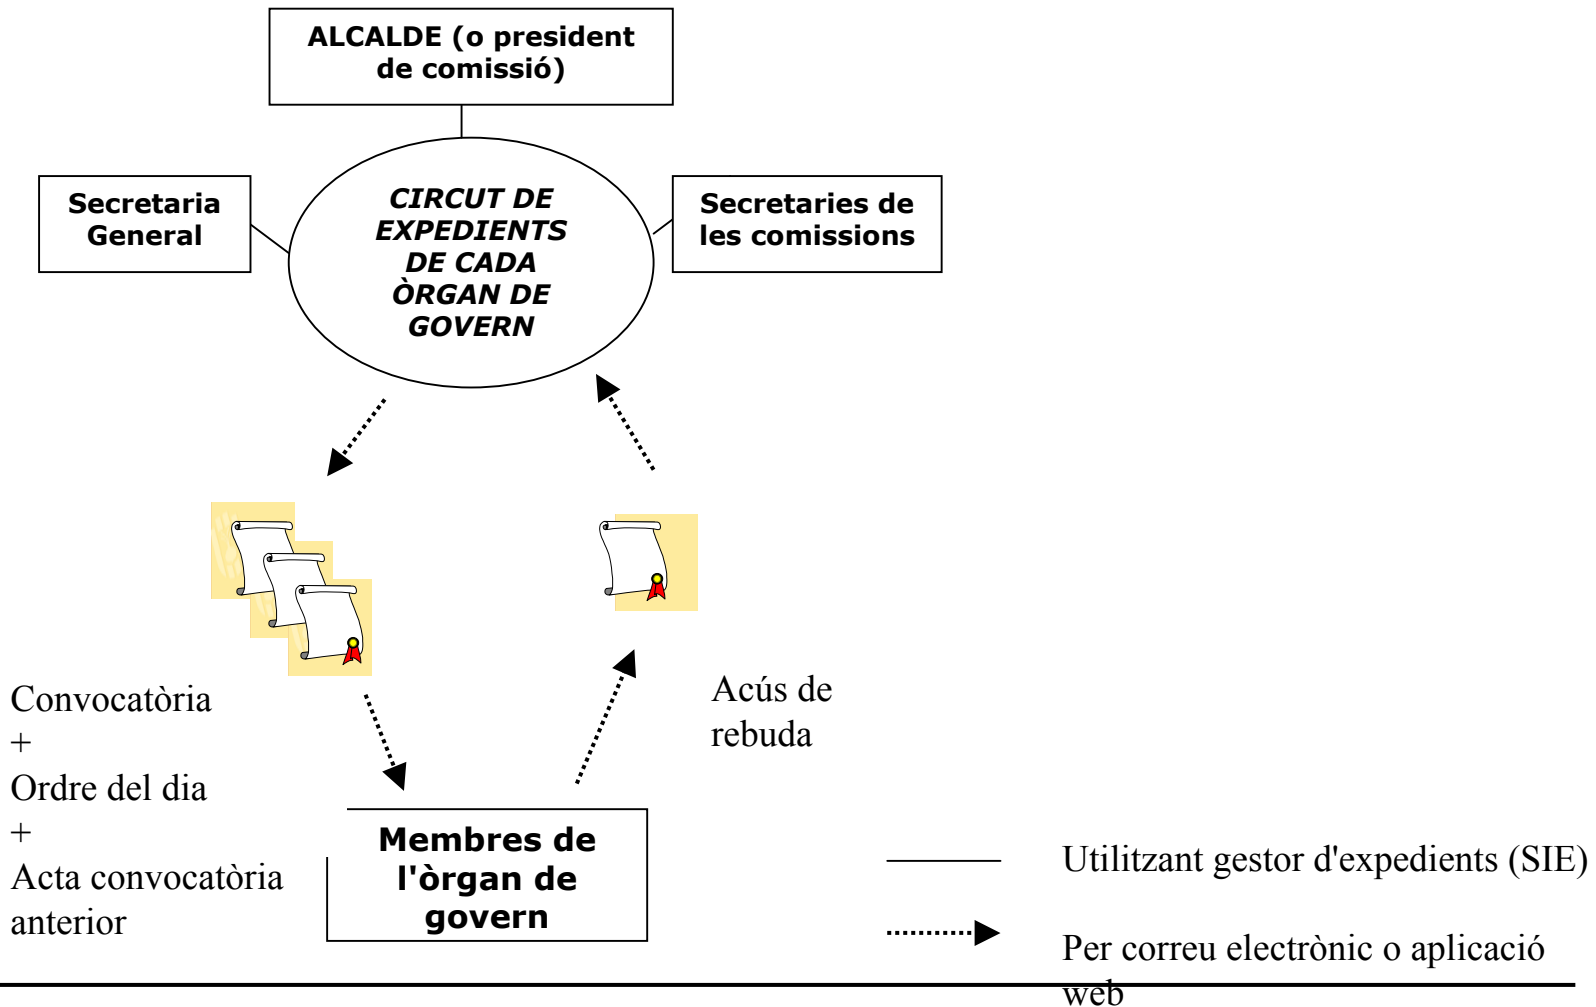 ALCALDE (o president
de comissió)
Secretaria
General
CIRCUT DE
EXPEDIENTS
DE CADA
ÒRGAN DE
GOVERN
Secretaries de
les comissions
Convocatòria
+
Ordre del dia
+
Acta convocatòria
anterior
Acús de
rebuda
Membres de
l'òrgan de
govern
Utilitzant gestor d'expedients (SIE)
Per correu electrònic o aplicació
web